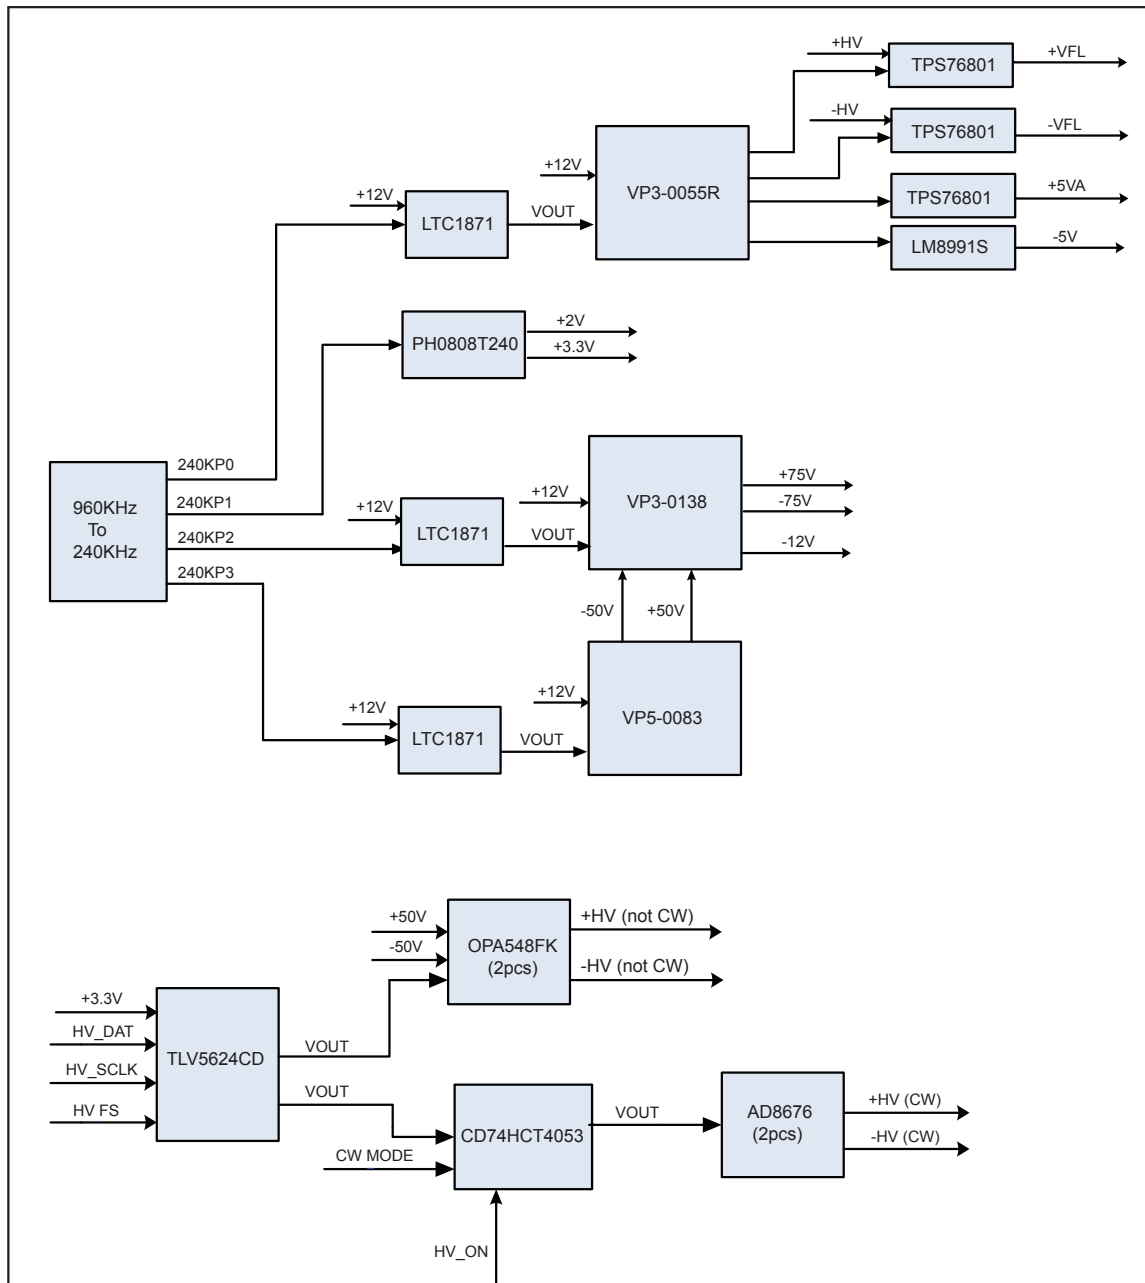 +HV
TPS76801
+VFL
-HV
TPS76801
-VFL
+12V
VP3-0055R
+12V
LTC1871
VOUT
TPS76801
+5VA
LM8991S
-5V
PH0808T240
+2V
+3.3V
960KHz
To
240KHz
240KP0
240KP1
240KP2
240KP3
+12V
LTC1871
+12V
VOUT
VP3-0138
+75V
-75V
-12V
-50V
+50V
+12V
LTC1871
+12V
VOUT
VP5-0083
+50V
-50V
OPA548FK
(2pcs)
+HV (not CW)
-HV (not CW)
+3.3V
HV_DAT
HV_SCLK
HV FS
TLV5624CD
VOUT
VOUT
CW MODE
CD74HCT4053
HV_ON
VOUT
AD8676
(2pcs)
+HV (CW)
-HV (CW)